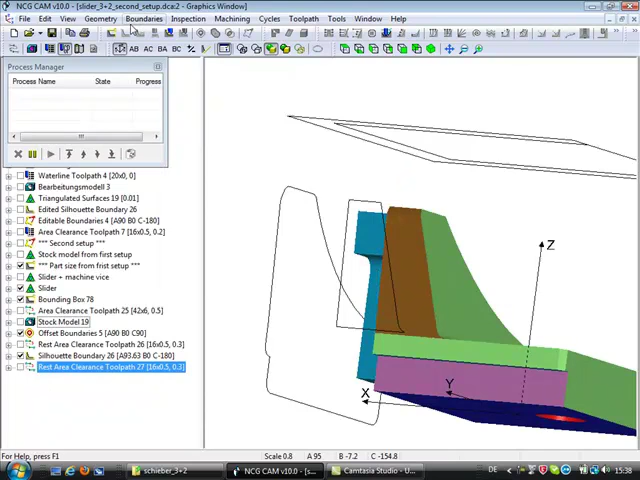 NCG CAM v10.0 - [slider_3+2_second_setup.dca:2 - Graphics Window]
File Edit View Geometry Boundaries Inspection Machining Cycles Toolpath Tools Window Help
AB AC BA BC
Process Manager
Process Name State Progress
Waterline Toolpath 4 [20x0, 0]
Bearbeitungsmodell 3
Triangulated Surfaces 19 [0.01]
Edited Silhouette Boundary 26
Editable Boundaries 4 [A90 B0 C-180]
Area Clearance Toolpath 7 [16x0.5, 0.2]
*** Second setup ***
Stock model from first setup
*** Part size from frist setup ***
Slider + machine vice
Slider
Bounding Box 78
Area Clearance Toolpath 25 [42x6, 0.5]
Stock Model 19
Offset Boundaries 5 [A90 B0 C90]
Rest Area Clearance Toolpath 26 [16x0.5, 0.3]
Silhouette Boundary 26 [A93.63 B0 C-180]
Rest Area Clearance Toolpath 27 [16x0.5, 0.3]
Z
Y
X
For Help, press F1
Scale 0.8 A 95 B -7.2 C -154.8
schieber_3+2
NCG CAM v10.0 - [s...
Camtasia Studio - U...
DE
15:38